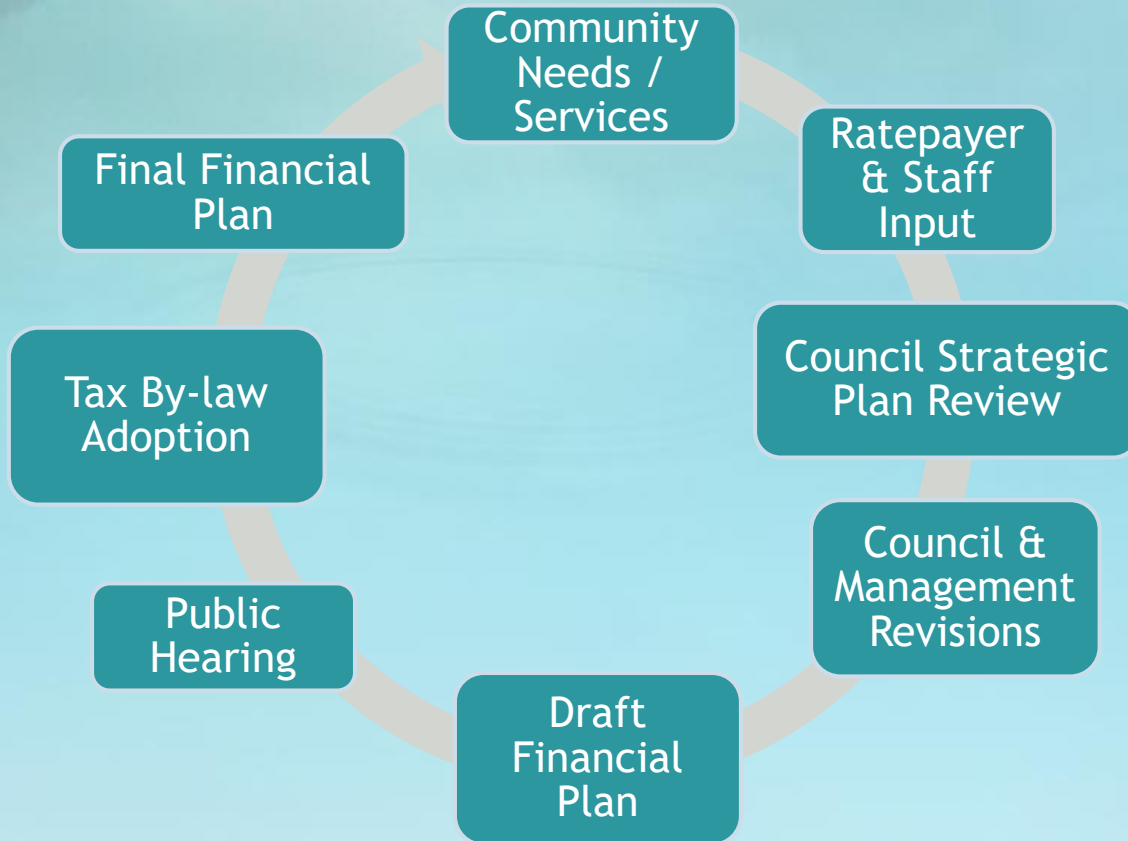 Community
Needs /
Services
Ratepayer
& Staff
Input
Council Strategic
Plan Review
Council &
Management
Revisions
Draft
Financial
Plan
Public
Hearing
Tax By-law
Adoption
Final Financial
Plan